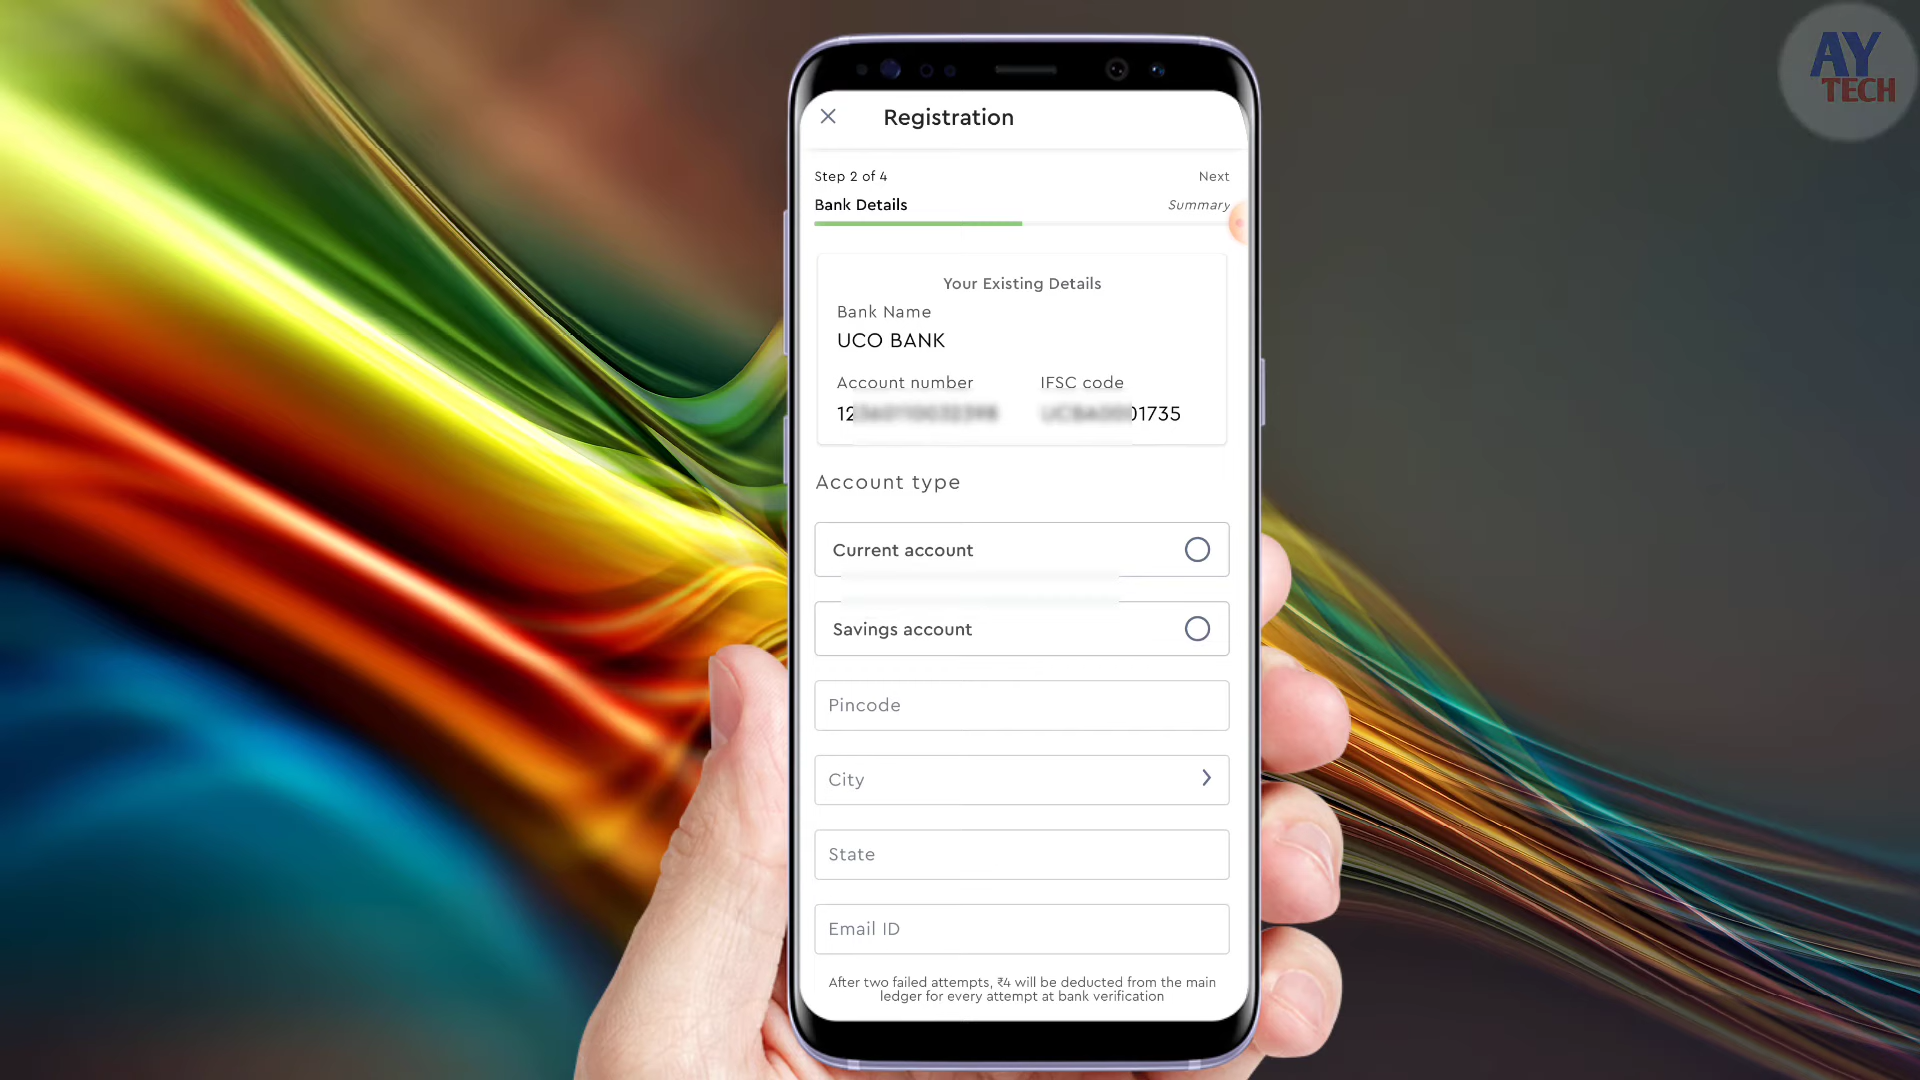 AY
TECH
Registration
Step 2 of 4
Next
Bank Details
Summary
Your Existing Details
Bank Name
UCO BANK
Account number
IFSC code
12
01735
Account type
Current account
Savings account
Pincode
City
State
Email ID
After two failed attempts, ₹4 will be deducted from the main
ledger for every attempt at bank verification